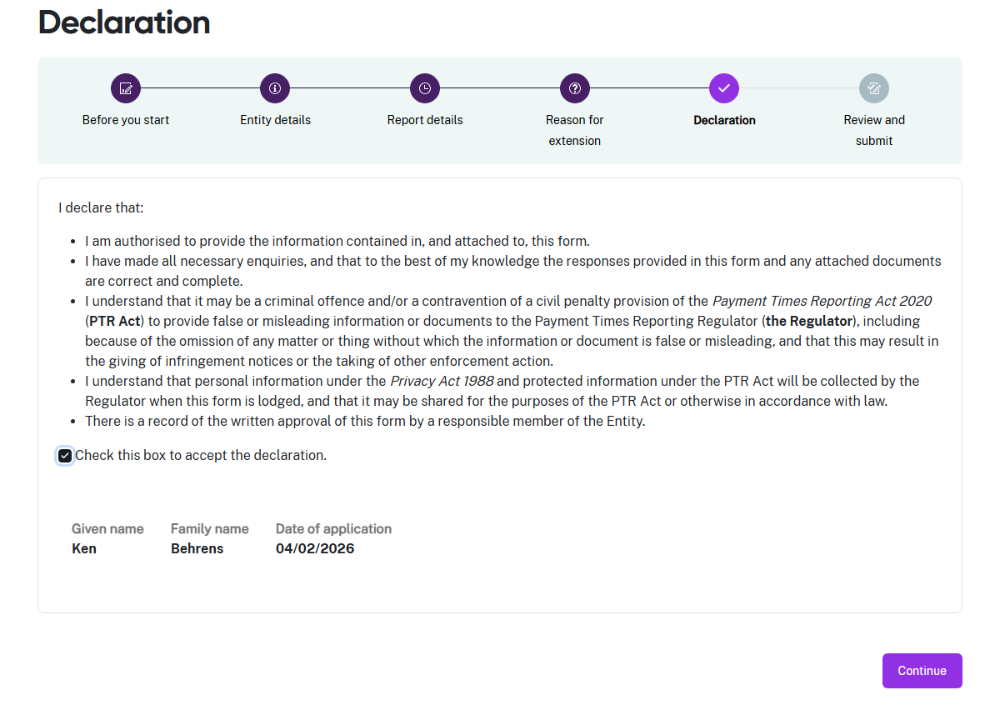 Declaration
Before you start
Entity details
Report details
Reason for
extension
Declaration
Review and
submit
I declare that:
• I am authorised to provide the information contained in, and attached to, this form.
• I have made all necessary enquiries, and that to the best of my knowledge the responses provided in this form and any attached documents
are correct and complete.
• I understand that it may be a criminal offence and/or a contravention of a civil penalty provision of the Payment Times Reporting Act 2020
(PTR Act) to provide false or misleading information or documents to the Payment Times Reporting Regulator (the Regulator), including
because of the omission of any matter or thing without which the information or document is false or misleading, and that this may result in
the giving of infringement notices or the taking of other enforcement action.
• I understand that personal information under the Privacy Act 1988 and protected information under the PTR Act will be collected by the
Regulator when this form is lodged, and that it may be shared for the purposes of the PTR Act or otherwise in accordance with law.
• There is a record of the written approval of this form by a responsible member of the Entity.
Check this box to accept the declaration.
Given name Family name Date of application
Ken Behrens 04/02/2026
Continue